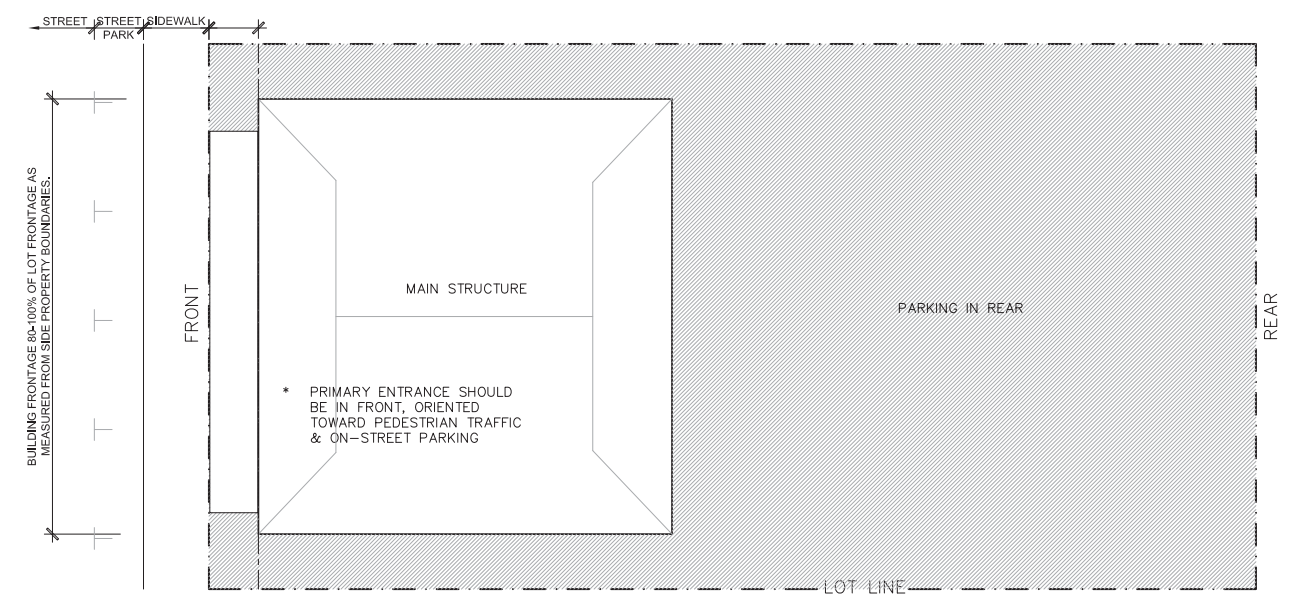 STREET STREET SIDEWALK
PARK
BUILDING FRONTAGE 80-100% OF LOT FRONTAGE AS
MEASURED FROM SIDE PROPERTY BOUNDARIES.
FRONT
MAIN STRUCTURE
* PRIMARY ENTRANCE SHOULD
BE IN FRONT, ORIENTED
TOWARD PEDESTRIAN TRAFFIC
& ON-STREET PARKING
PARKING IN REAR
REAR
LOT LINE